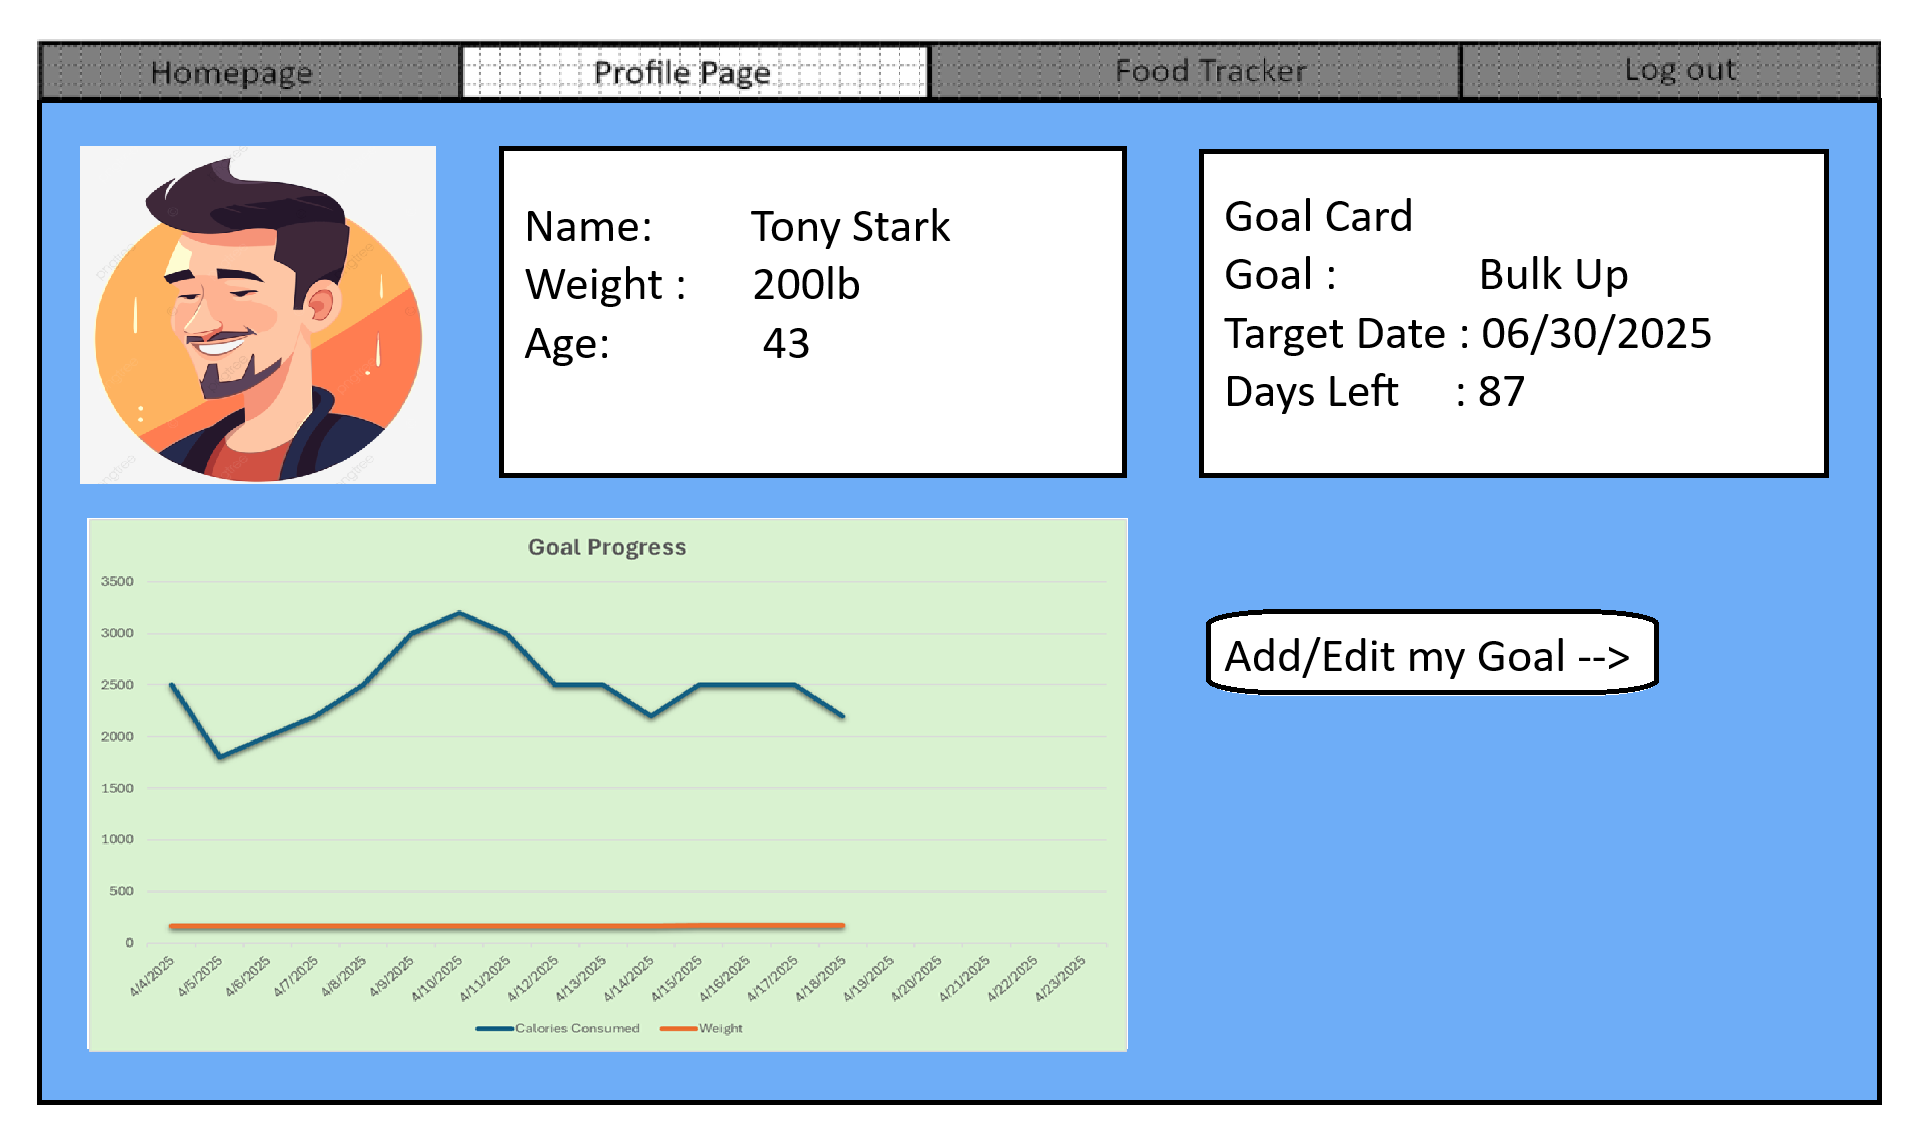 Homepage
Profile Page
Food Tracker
Log out
Name: Tony Stark
Weight : 200lb
Age: 43
Goal Card
Goal : Bulk Up
Target Date : 06/30/2025
Days Left : 87
Goal Progress
3500
3000
2500
2000
1500
1000
500
0
4/4/2025
4/5/2025
4/6/2025
4/7/2025
4/8/2025
4/9/2025
4/10/2025
4/11/2025
4/12/2025
4/13/2025
4/14/2025
4/15/2025
4/16/2025
4/17/2025
4/18/2025
4/19/2025
4/20/2025
4/21/2025
4/22/2025
4/23/2025
Calories Consumed
Weight
Add/Edit my Goal -->
pngtree